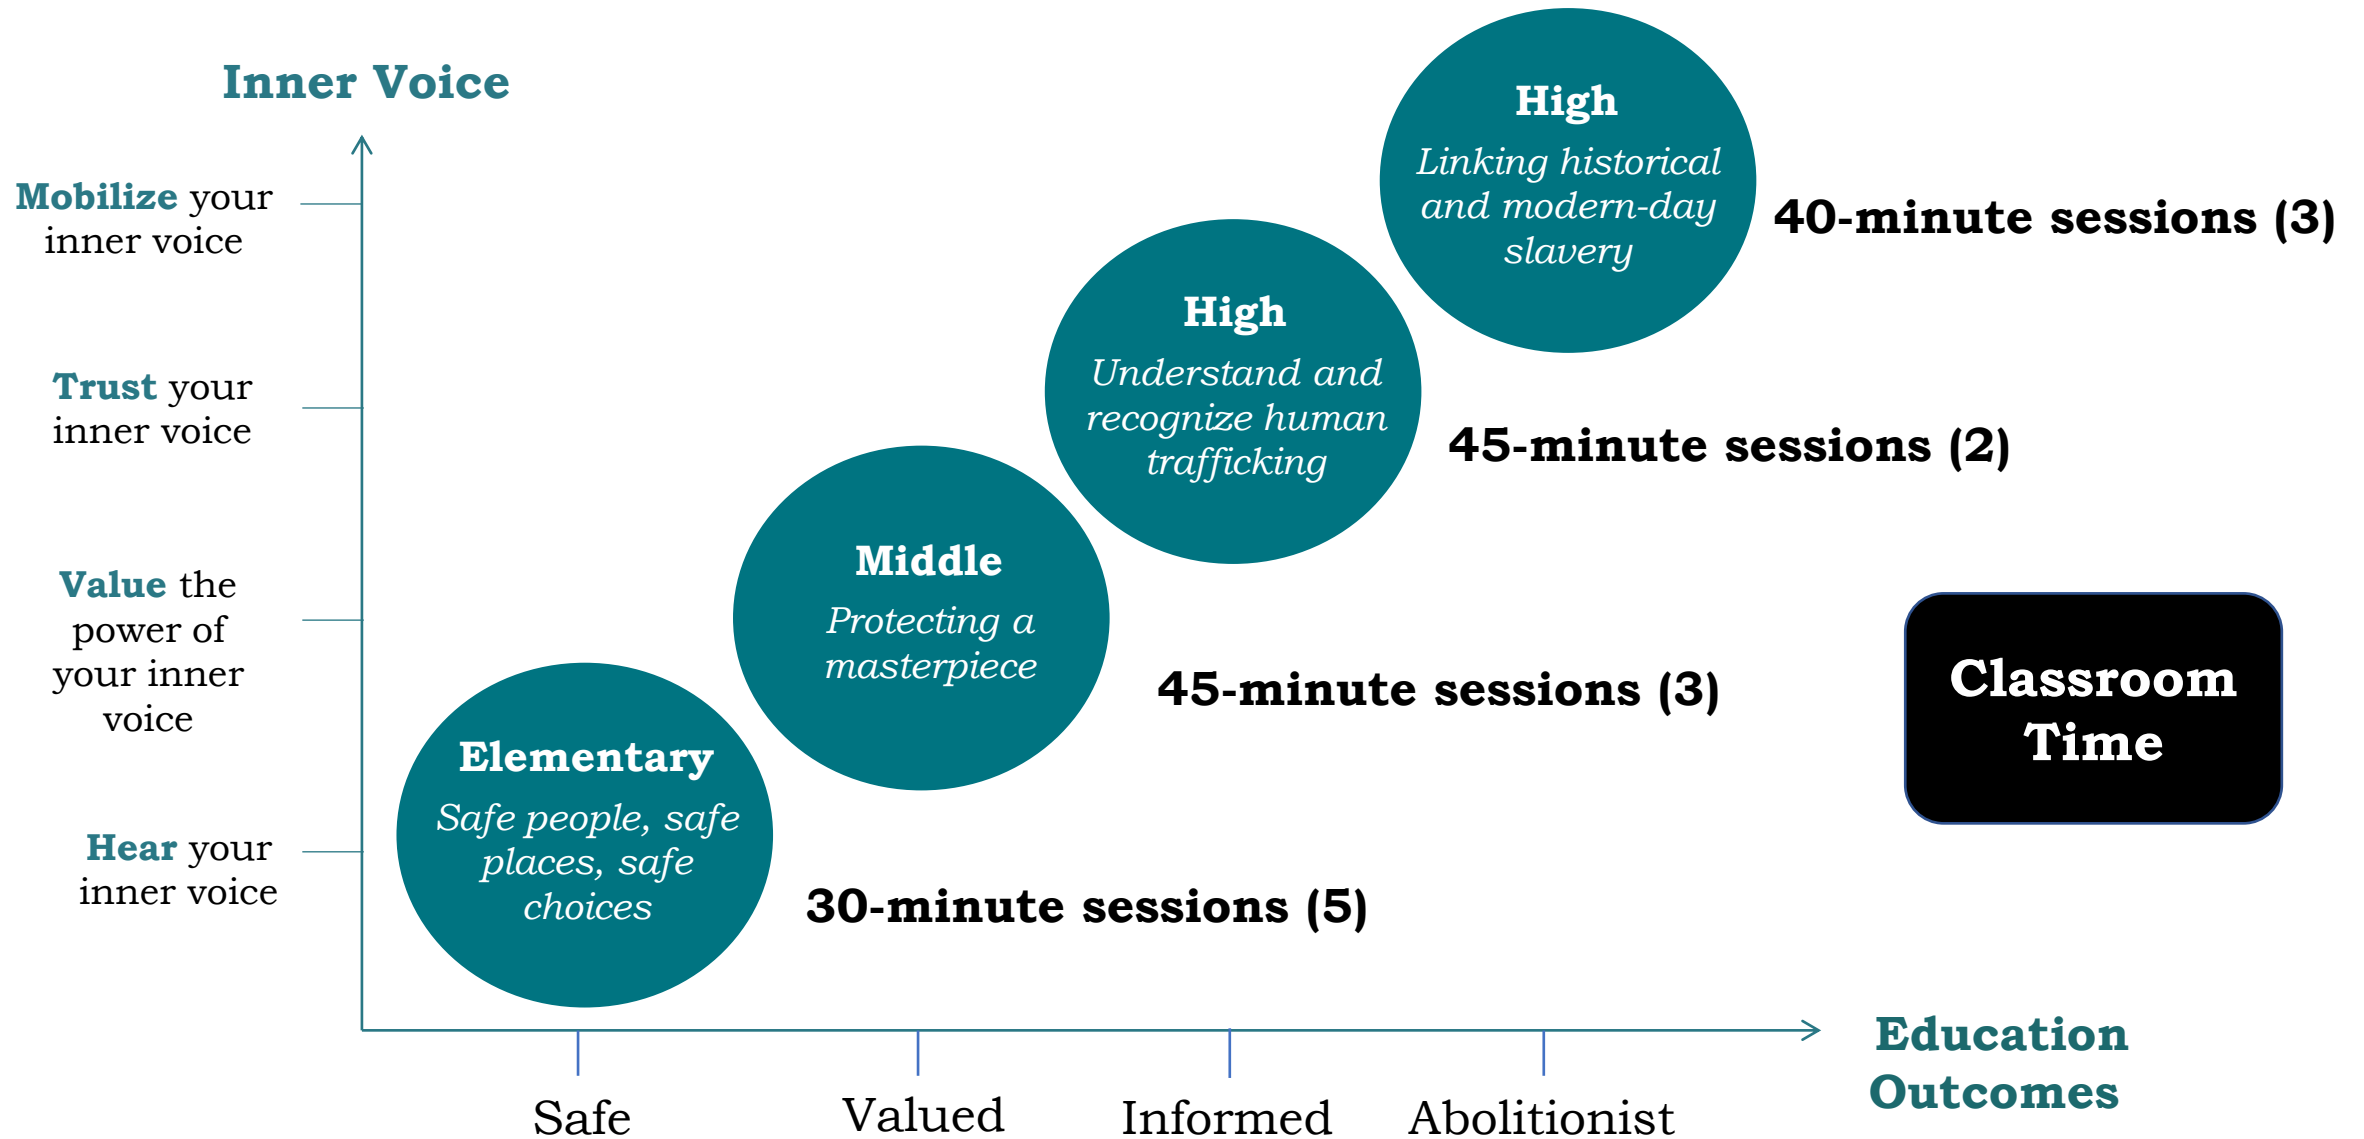 Inner Voice
Mobilize your
inner voice
Trust your
inner voice
Value the
power of
your inner
voice
Hear your
inner voice
High
Linking historical
and modern-day
slavery
40-minute sessions (3)
High
Understand and
recognize human
trafficking
45-minute sessions (2)
Middle
Protecting a
masterpiece
45-minute sessions (3)
Elementary
Safe people, safe
places, safe
choices
30-minute sessions (5)
Classroom
Time
Safe
Valued
Informed
Abolitionist
Education
Outcomes